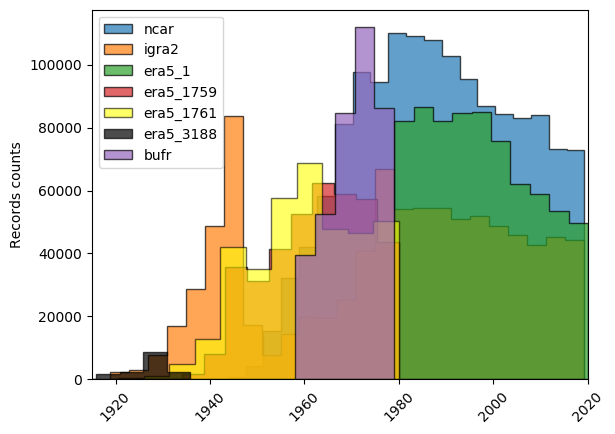 ncar
igra2
era5_1
era5_1759
era5_1761
era5_3188
bufr
Records counts
100000
80000
60000
40000
20000
0
1920 1940 1960 1980 2000 2020